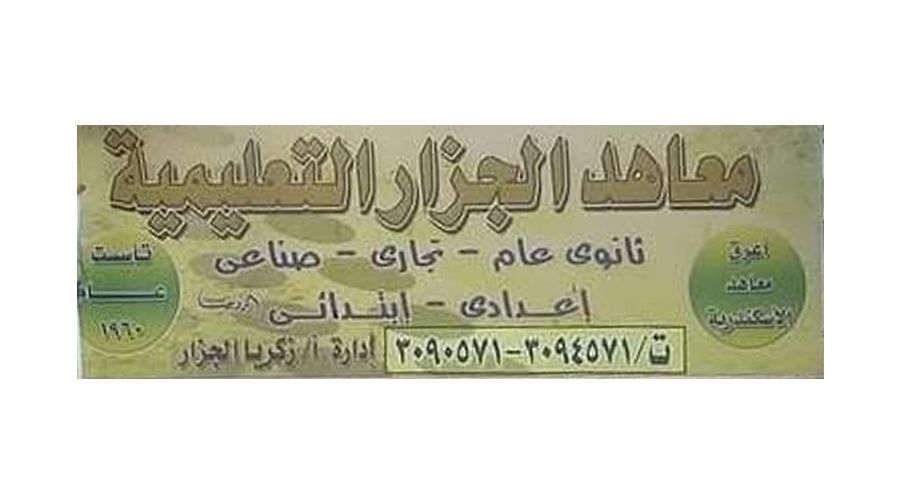 معاهد الجزار التعليمية
أعرق
معاهد
الإسكندرية
ثانوى عام - تجارى - صناعى
إعدادى - إبتدائى
تأسست
عام
١٩٦٠
ت/٣٠٩٤٥٧١-٣٠٩٠٥٧١
إدارة أ/ زكريا الجزار